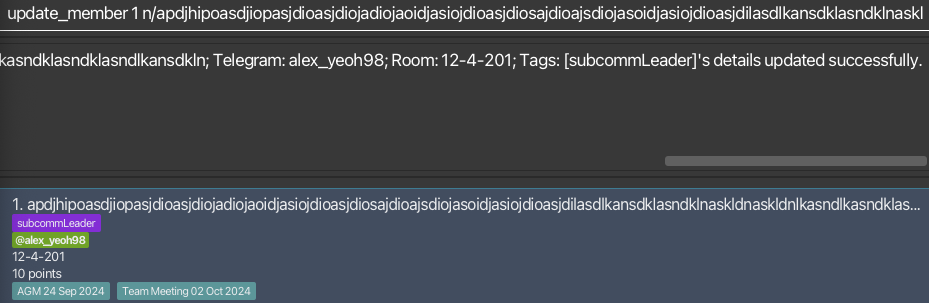 update_member 1 n/apdjhipoasdjiopasjdioasjdiojadiojaoidjasiojdioasjdiosajdioajsdiojasoidjasiojdioasjdilasdlkansdklasndklnaskl
kasndklasndklasndlkansdkln; Telegram: alex_yeoh98; Room: 12-4-201; Tags: [subcommLeader]'s details updated successfully.
1. apdjhipoasdjiopasjdioasjdiojadiojaoidjasiojdioasjdiosajdioajsdiojasoidjasiojdioasjdilasdlkansdklasndklnaskldnaskldnlkasndlkasndklas...
subcommLeader
@alex_yeoh98
12-4-201
10 points
AGM 24 Sep 2024 Team Meeting 02 Oct 2024